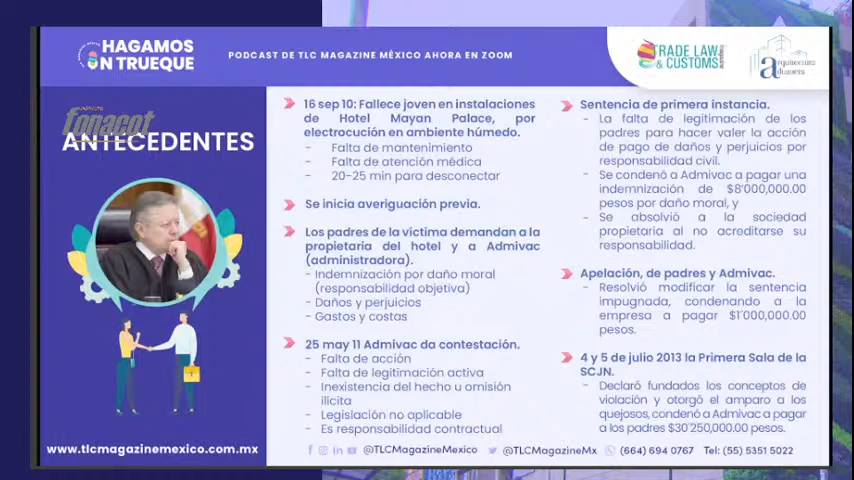 HAGAMOS
UN TRUEQUE
PODCAST DE TLC MAGAZINE MÉXICO AHORA EN ZOOM
TRADE LAW
& CUSTOMS
arquitectura
aduanera
fonacot
ANTECEDENTES
16 sep 10: Fallece joven en instalaciones
de Hotel Mayan Palace, por
electrocución en ambiente húmedo.
- Falta de mantenimiento
- Falta de atención médica
- 20-25 min para desconectar
Se inicia averiguación previa.
Los padres de la víctima demandan a la
propietaria del hotel y a Admivac
(administradora).
- Indemnización por daño moral
(responsabilidad objetiva)
- Daños y perjuicios
- Gastos y costas
25 may 11 Admivac da contestación.
- Falta de acción
- Falta de legitimación activa
- Inexistencia del hecho u omisión
ilícita
- Legislación no aplicable
- Es responsabilidad contractual
Sentencia de primera instancia.
- La falta de legitimación de los
padres para hacer valer la acción
de pago de daños y perjuicios por
responsabilidad civil.
- Se condenó a Admivac a pagar una
indemnización de $8'000,000.00
pesos por daño moral, y
- Se absolvió a la sociedad
propietaria al no acreditarse su
responsabilidad.
Apelación, de padres y Admivac.
- Resolvió modificar la sentencia
impugnada, condenando a la
empresa a pagar $1'000,000.00
pesos.
4 y 5 de julio 2013 la Primera Sala de la
SCJN.
- Declaró fundados los conceptos de
violación y otorgó el amparo a los
quejosos, condenó a Admivac a pagar
a los padres $30'250,000.00 pesos.
www.tlcmagazinemexico.com.mx
@TLCMagazineMexico
@TLCMagazineMx
(664) 694 0767
Tel: (55) 5351 5022